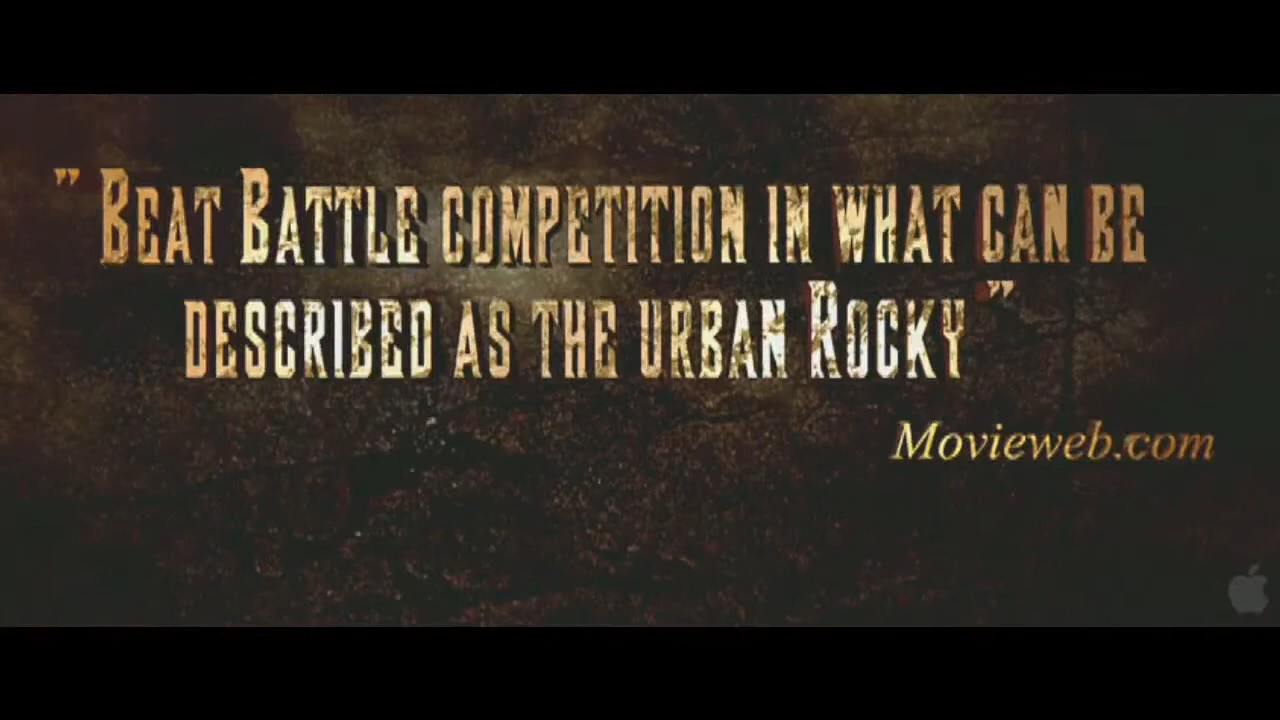 " Beat Battle competition in what can be
described as the urban Rocky "
Movieweb.com